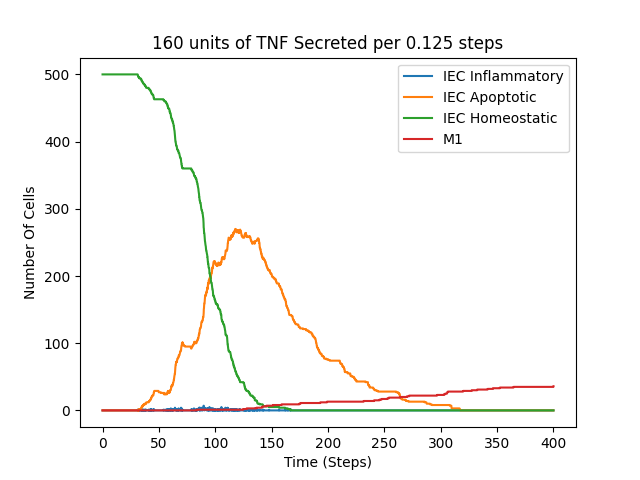 160 units of TNF Secreted per 0.125 steps
IEC Inflammatory
IEC Apoptotic
IEC Homeostatic
M1
Number Of Cells
500
400
300
200
100
0
0 50 100 150 200 250 300 350 400
Time (Steps)